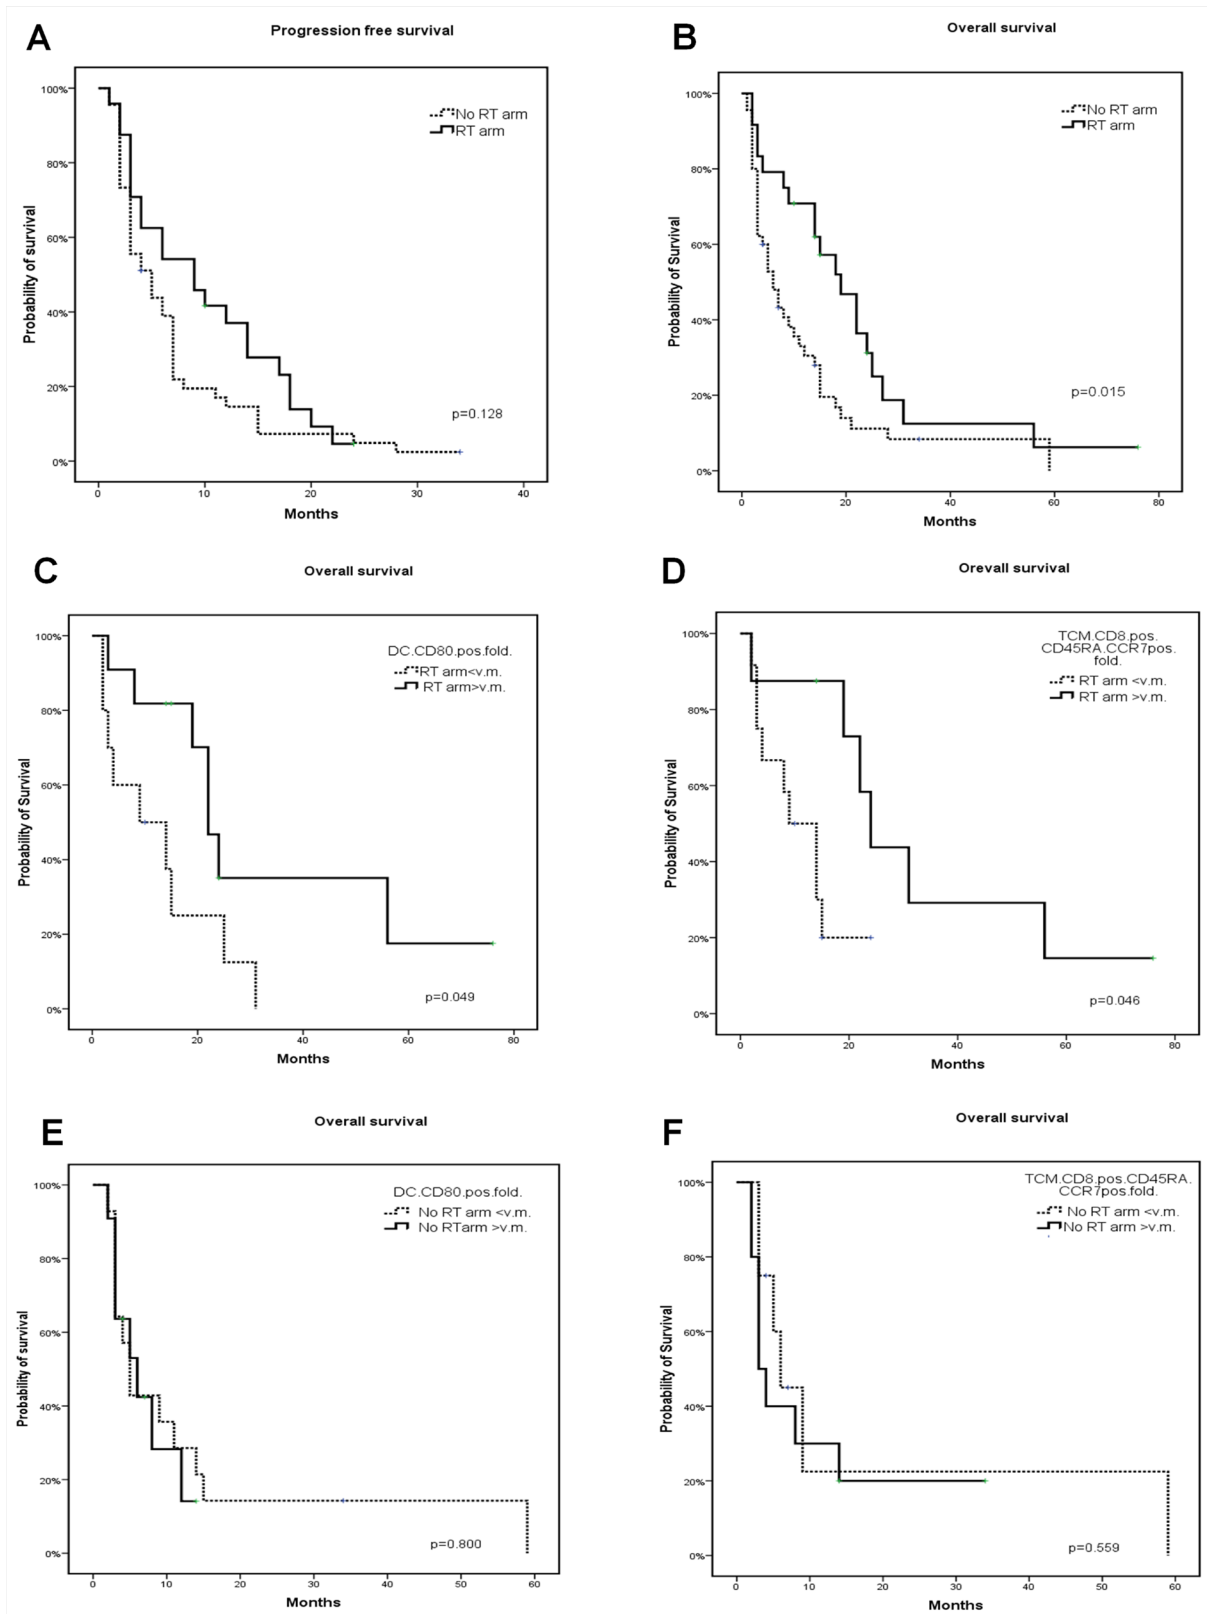 A
Progression free survival
Probability of survival
100%
80%
60%
40%
20%
0%
No RT arm
RT arm
p=0.128
0 10 20 30 40
Months
B
Overall survival
Probability of Survival
100%
80%
60%
40%
20%
0%
No RT arm
RT arm
p=0.015
0 20 40 60 80
Months
C
Overall survival
Probability of Survival
100%
80%
60%
40%
20%
0%
DC.CD80.pos.fold.
RT arm<v.m.
RT arm>v.m.
p=0.049
0 20 40 60 80
Months
D
Orevall survival
Probability of Survival
100%
80%
60%
40%
20%
0%
TCM.CD8.pos.
CD45RA.CCR7pos.
fold.
RT arm <v.m.
RT arm >v.m.
p=0.046
0 20 40 60 80
Months
E
Overall survival
Probability of survival
100%
80%
60%
40%
20%
0%
DC.CD80.pos.fold.
No RT arm <v.m.
No RTarm >v.m.
p=0.800
0 10 20 30 40 50 60
Months
F
Overall survival
Probability of Survival
100%
80%
60%
40%
20%
0%
TCM.CD8.pos.CD45RA.
CCR7pos.fold.
No RT arm <v.m.
No RT arm >v.m.
p=0.559
0 10 20 30 40 50 60
Months